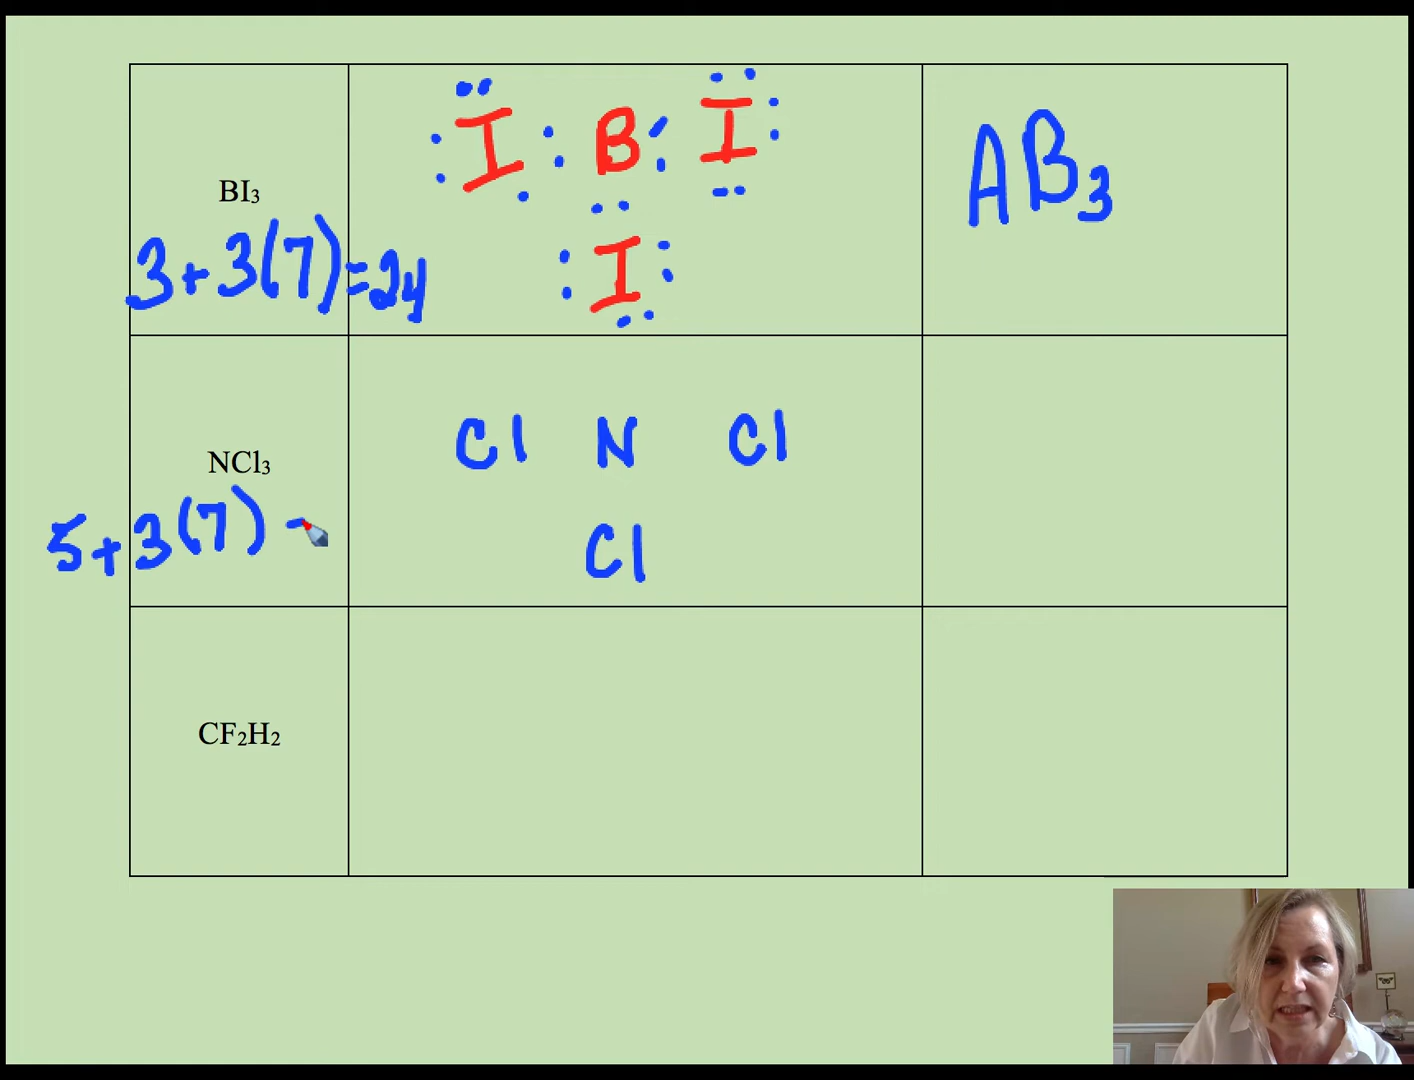 I B I
AB₃
BI₃
3+3(7)=24
I
Cl N Cl
NCl₃
5+3(7) -
Cl
CF₂H₂